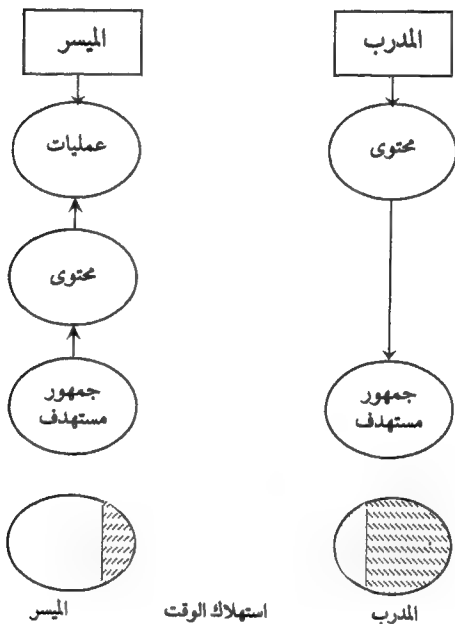 المدرب
الميسر
محتوى
عمليات
محتوى
جمهور
مستهدف
جمهور
مستهدف
المدرب
استهلاك الوقت
الميسر